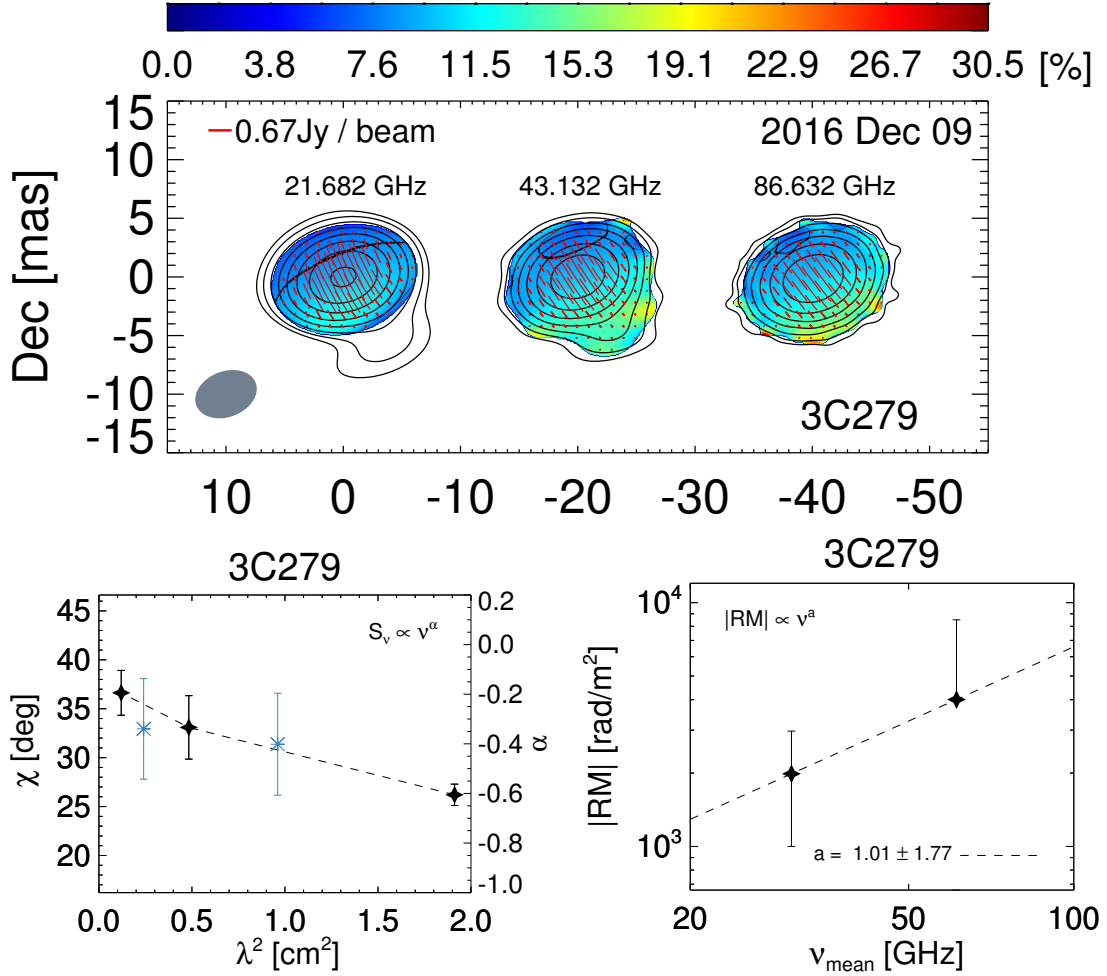 0.0 3.8 7.6 11.5 15.3 19.1 22.9 26.7 30.5 [%]
15
10
5
0
-5
-10
-15
Dec [mas]
0.67Jy / beam
2016 Dec 09
21.682 GHz
43.132 GHz
86.632 GHz
3C279
10 0 -10 -20 -30 -40 -50
3C279
45
40
35
30
25
20
χ [deg]
S_ν ∝ ν^α
0.2
0.0
-0.2
-0.4
-0.6
-0.8
-1.0
α
0.0 0.5 1.0 1.5 2.0
λ² [cm²]
3C279
10⁴
10³
|RM| [rad/m²]
|RM| ∝ ν^a
a = 1.01 ± 1.77
20 50 100
ν_mean [GHz]